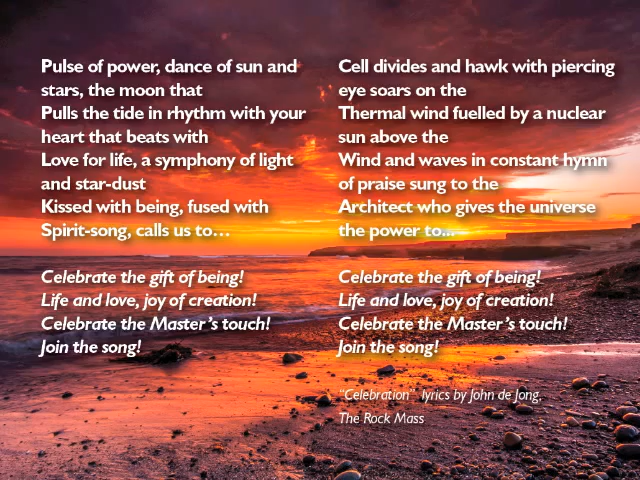 Pulse of power, dance of sun and
stars, the moon that
Pulls the tide in rhythm with your
heart that beats with
Love for life, a symphony of light
and star-dust
Kissed with being, fused with
Spirit-song, calls us to…
Celebrate the gift of being!
Life and love, joy of creation!
Celebrate the Master's touch!
Join the song!
Cell divides and hawk with piercing
eye soars on the
Thermal wind fuelled by a nuclear
sun above the
Wind and waves in constant hymn
of praise sung to the
Architect who gives the universe
the power to...
Celebrate the gift of being!
Life and love, joy of creation!
Celebrate the Master's touch!
Join the song!
"Celebration" lyrics by John de Jong.
The Rock Mass